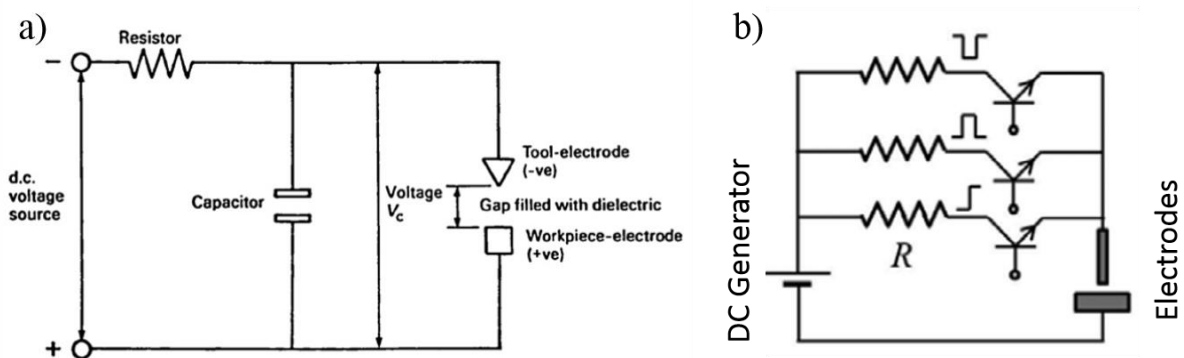 a)
Resistor
−
d.c.
voltage
source
Capacitor
Voltage
Vc
Tool-electrode
(-ve)
Gap filled with dielectric
Workpiece-electrode
(+ve)
+
b)
DC Generator
R
Electrodes